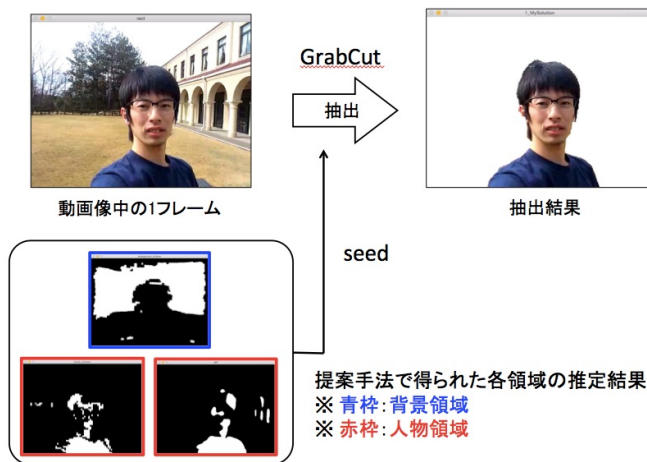 1_MySolution
GrabCut
抽出
動画像中の1フレーム
抽出結果
seed
提案手法で得られた各領域の推定結果
※ 青枠:背景領域
※ 赤枠:人物領域